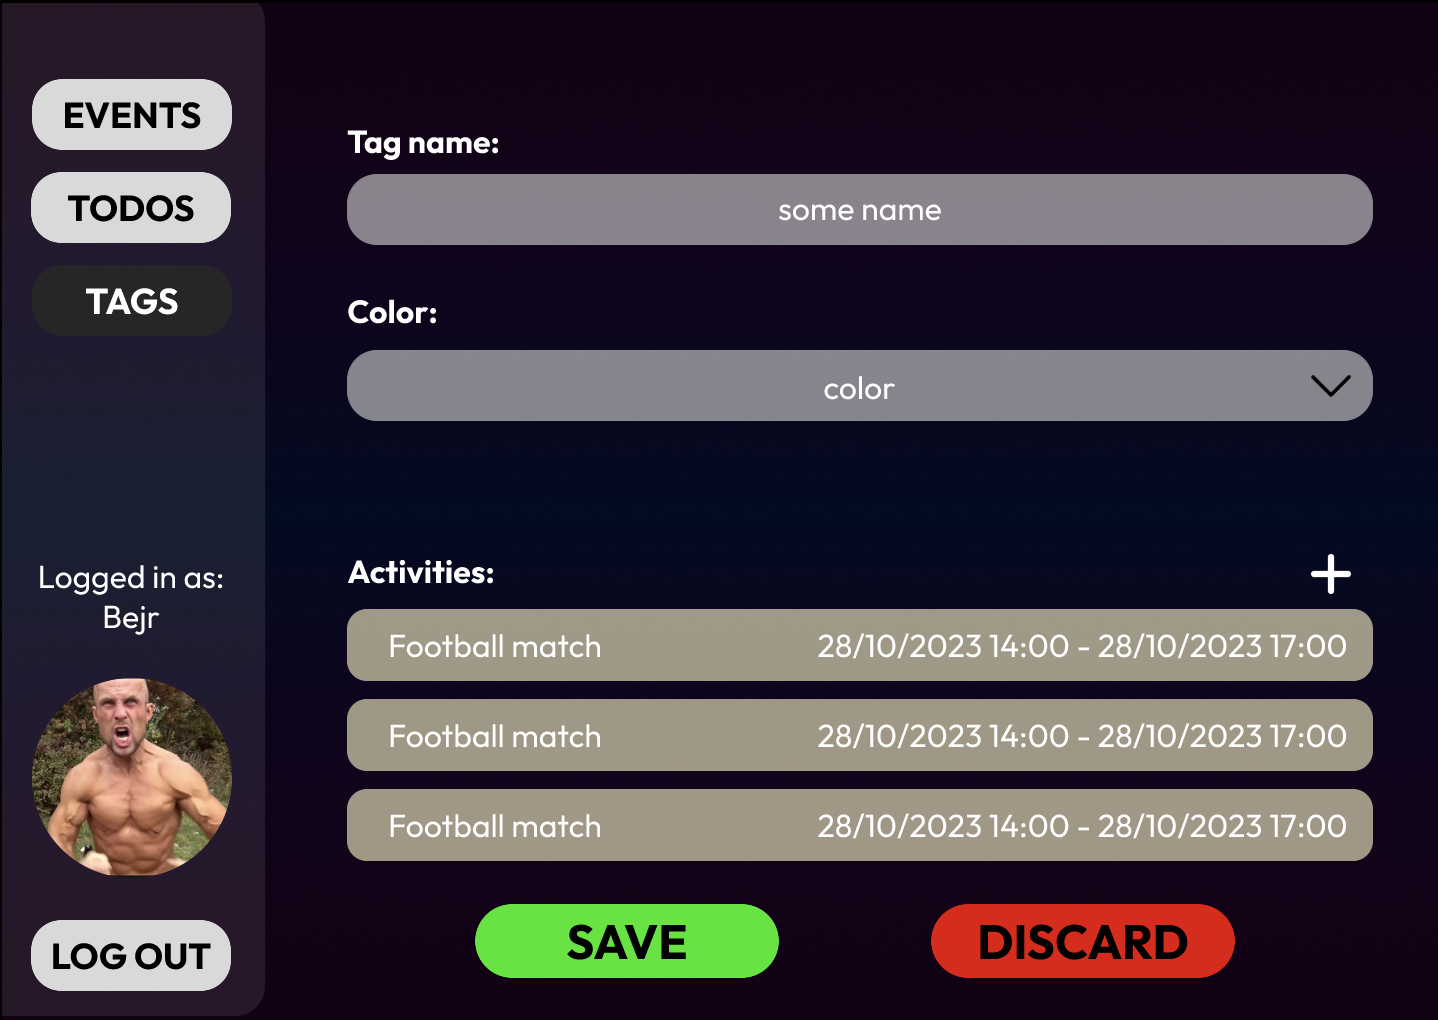 EVENTS
TODOS
TAGS
Logged in as:
Bejr
LOG OUT
Tag name:
some name
Color:
color
Activities:
Football match 28/10/2023 14:00 - 28/10/2023 17:00
Football match 28/10/2023 14:00 - 28/10/2023 17:00
Football match 28/10/2023 14:00 - 28/10/2023 17:00
SAVE DISCARD